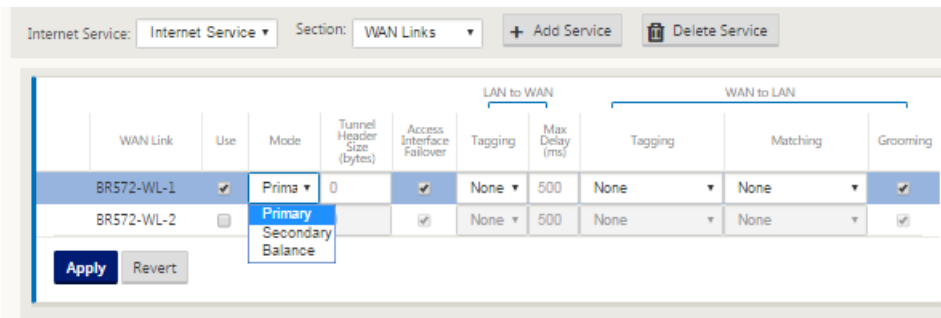 Internet Service: Internet Service Section: WAN Links + Add Service Delete Service
LAN to WAN WAN to LAN
WAN Link Use Mode Tunnel Header Size (bytes) Access Interface Failover Tagging Max Delay (ms) Tagging Matching Grooming
BR572-WL-1 Prima 0 None 500 None None
BR572-WL-2 None 500 None None
Primary
Secondary
Balance
Apply Revert